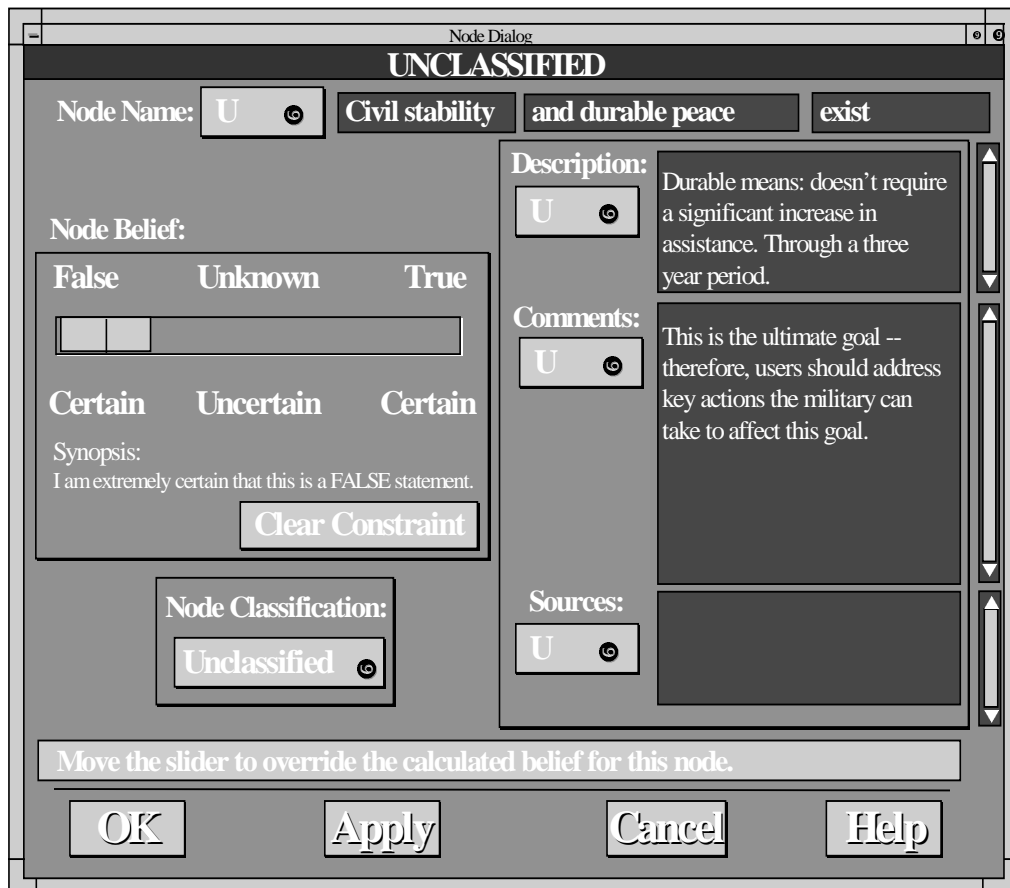 Node Dialog
UNCLASSIFIED
Node Name: U Civil stability and durable peace exist
Description:
U
Durable means: doesn't require
a significant increase in
assistance. Through a three
year period.
Node Belief:
False Unknown True
Certain Uncertain Certain
Synopsis:
I am extremely certain that this is a FALSE statement.
Clear Constraint
Comments:
U
This is the ultimate goal --
therefore, users should address
key actions the military can
take to affect this goal.
Node Classification:
Unclassified
Sources:
U
Move the slider to override the calculated belief for this node.
OK Apply Cancel Help